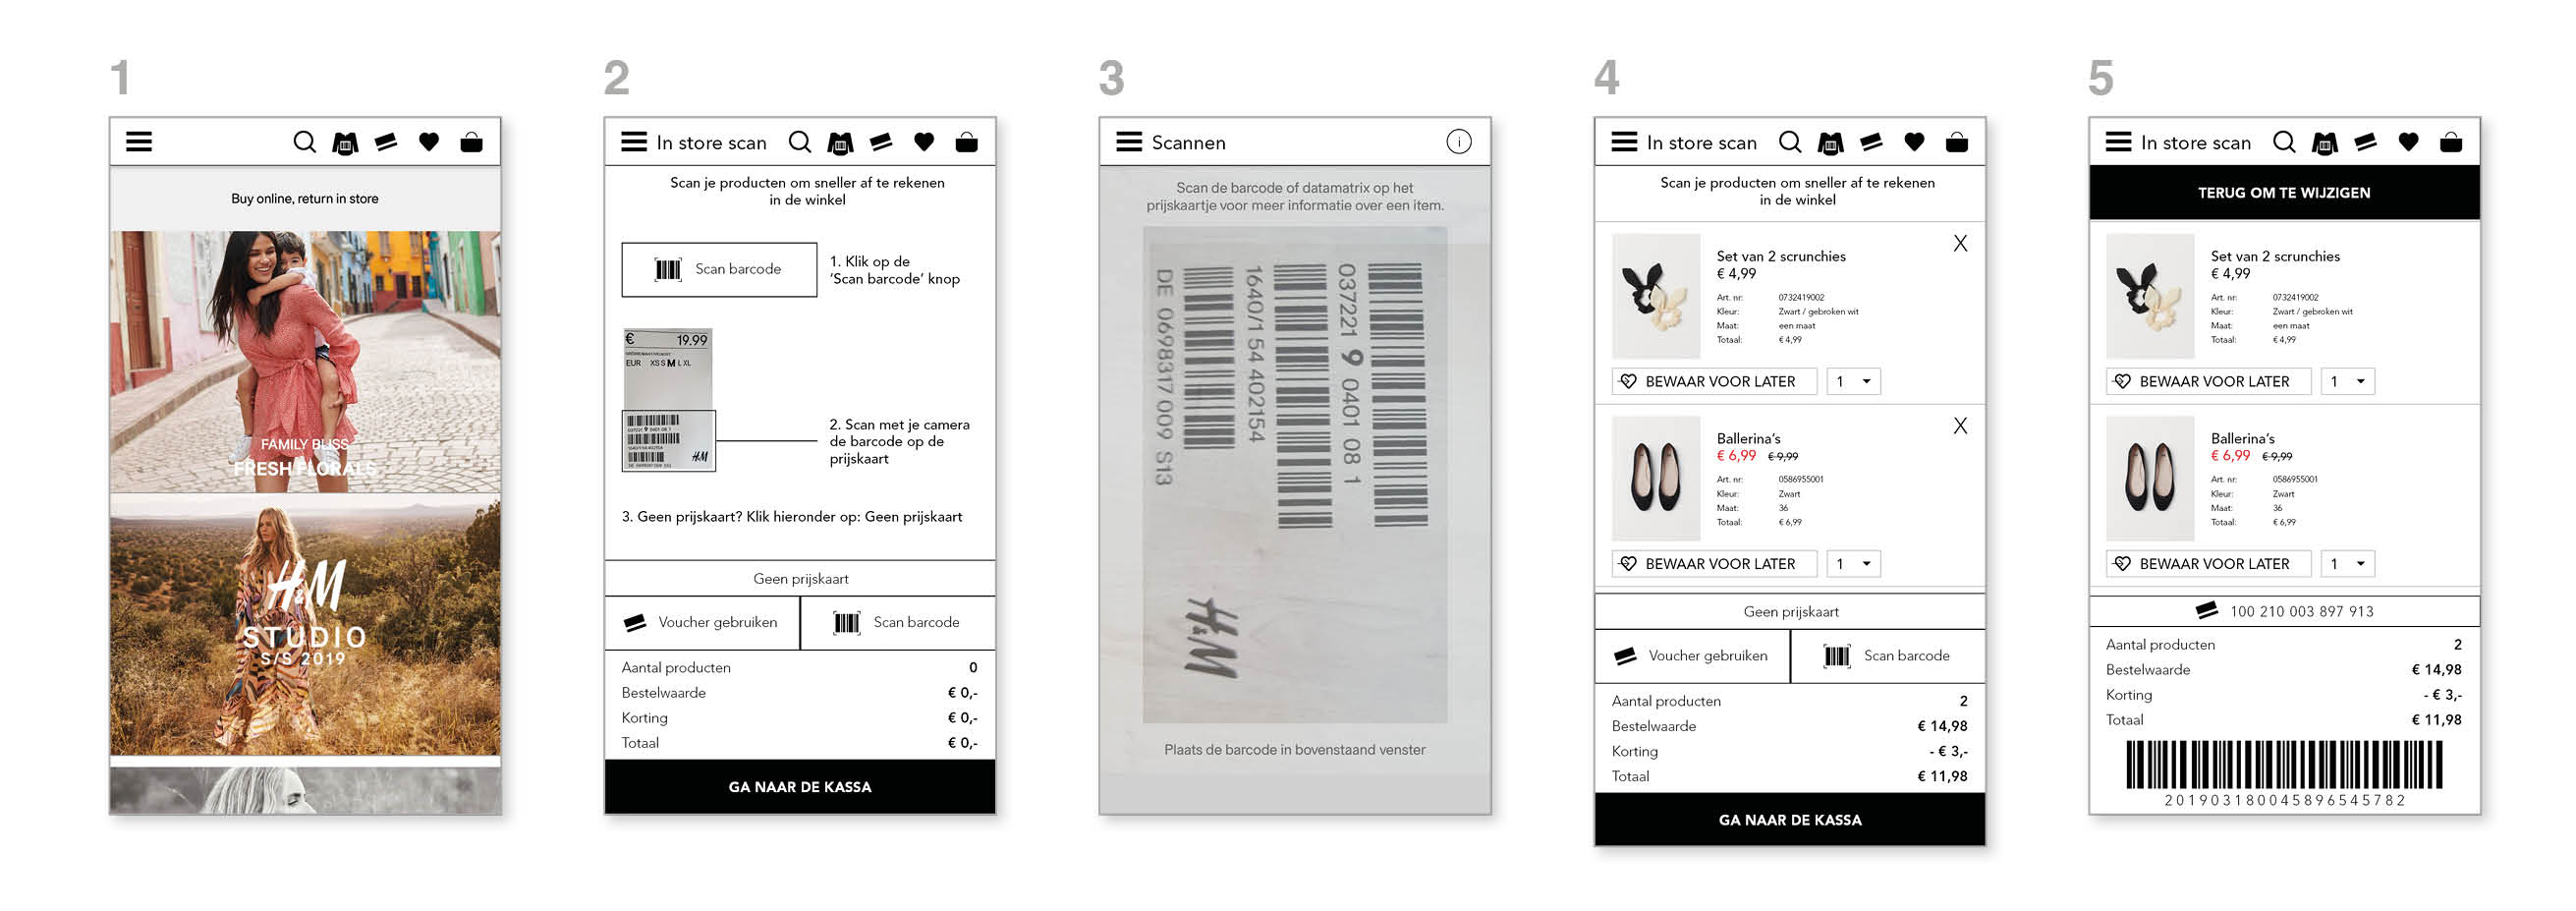 1
Buy online, return in store
FAMILY BLISS
FRESH FLORALS
H&M
STUDIO
S/S 2019
2
In store scan
Scan je producten om sneller af te rekenen
in de winkel
Scan barcode
1. Klik op de
‘Scan barcode’ knop
€ 19.99
EUR XS S M L XL
H&M
2. Scan met je camera
de barcode op de
prijskaart
3. Geen prijskaart? Klik hieronder op: Geen prijskaart
Geen prijskaart
Voucher gebruiken
Scan barcode
Aantal producten 0
Bestelwaarde € 0,-
Korting € 0,-
Totaal € 0,-
GA NAAR DE KASSA
3
Scannen
i
Scan de barcode of datamatrix op het
prijskaartje voor meer informatie over een item.
037221 9 0401 08 1
1640/1 54 402154
DE 0698317 009 S13
H&M
Plaats de barcode in bovenstaand venster
4
In store scan
Scan je producten om sneller af te rekenen
in de winkel
X
Set van 2 scrunchies
€ 4,99
Art. nr: 0732419002
Kleur: Zwart / gebroken wit
Maat: een maat
Totaal: € 4,99
BEWAAR VOOR LATER 1
X
Ballerina’s
€ 6,99 € 9,99
Art. nr: 0586955001
Kleur: Zwart
Maat: 36
Totaal: € 6,99
BEWAAR VOOR LATER 1
Geen prijskaart
Voucher gebruiken
Scan barcode
Aantal producten 2
Bestelwaarde € 14,98
Korting - € 3,-
Totaal € 11,98
GA NAAR DE KASSA
5
In store scan
TERUG OM TE WIJZIGEN
Set van 2 scrunchies
€ 4,99
Art. nr: 0732419002
Kleur: Zwart / gebroken wit
Maat: een maat
Totaal: € 4,99
BEWAAR VOOR LATER 1
Ballerina’s
€ 6,99 € 9,99
Art. nr: 0586955001
Kleur: Zwart
Maat: 36
Totaal: € 6,99
BEWAAR VOOR LATER 1
100 210 003 897 913
Aantal producten 2
Bestelwaarde € 14,98
Korting - € 3,-
Totaal € 11,98
20190318004589654​5782